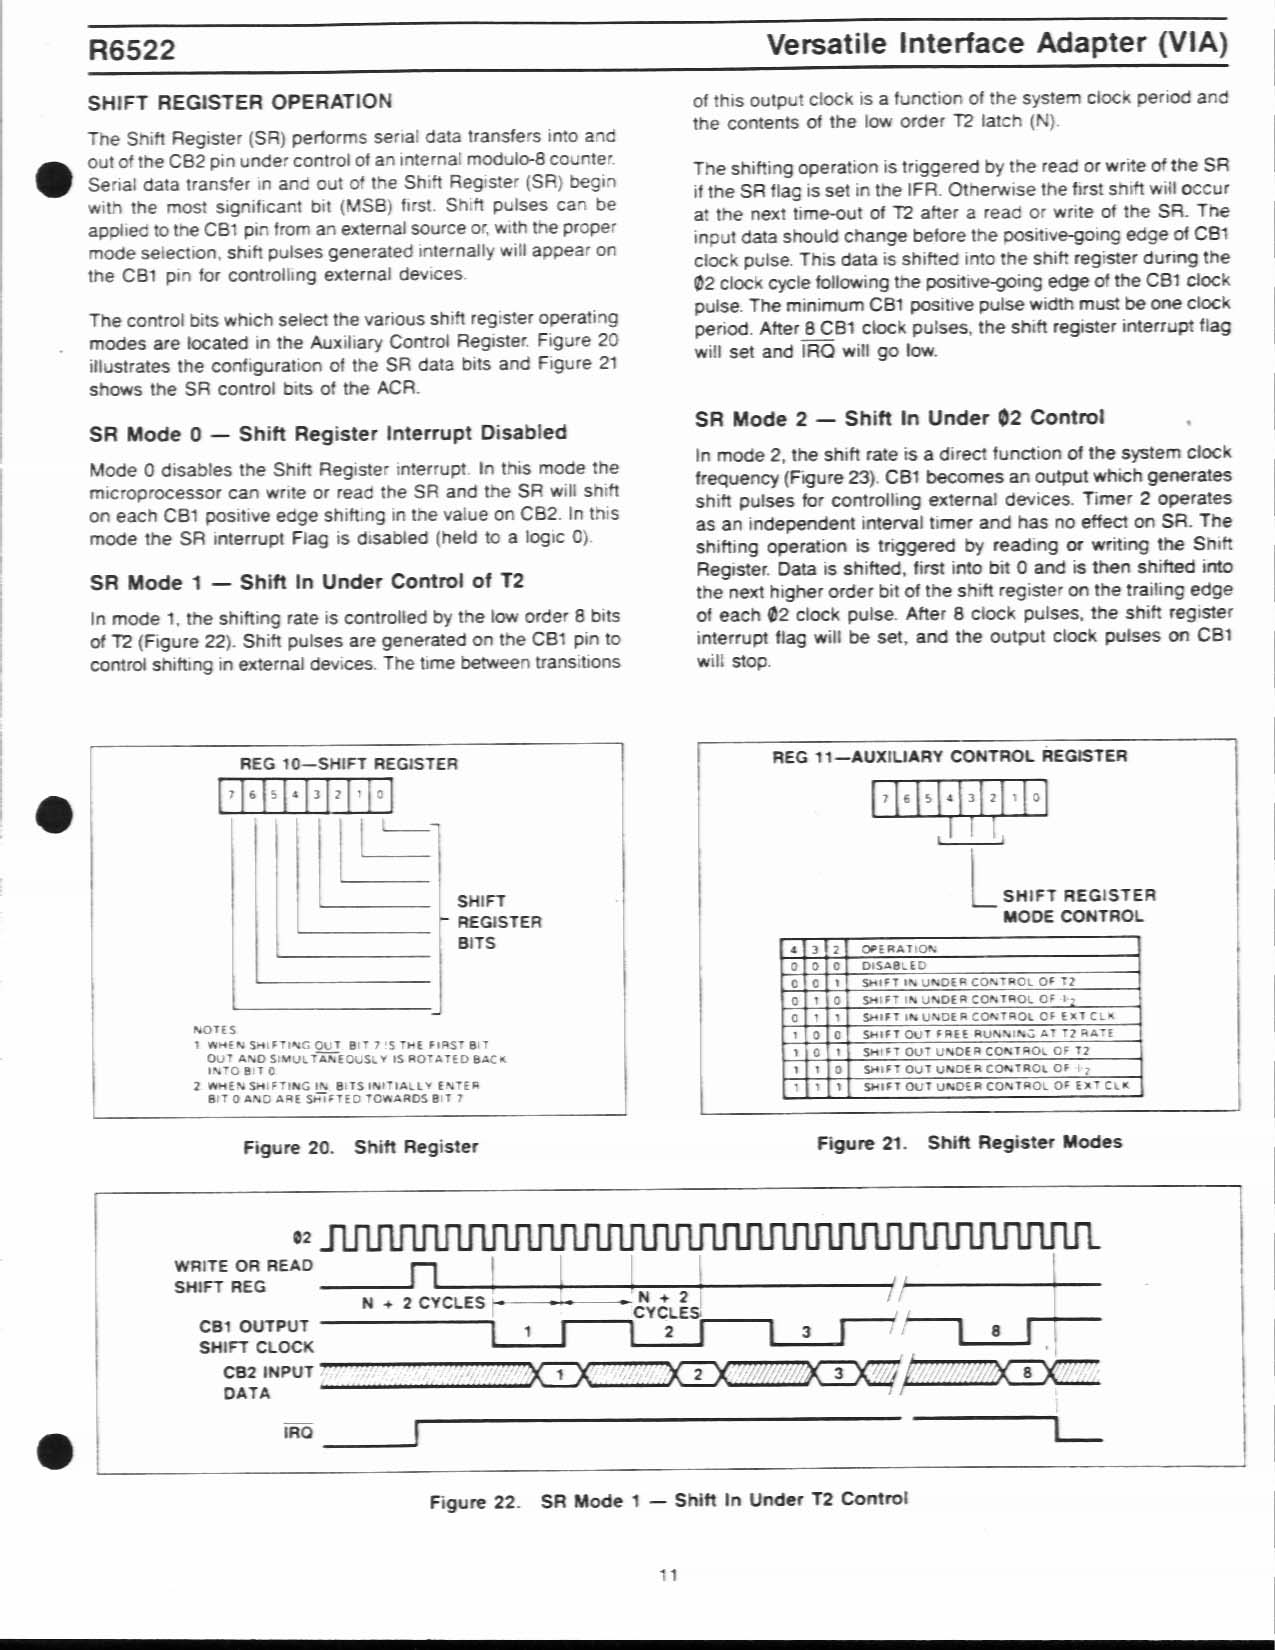 R6522
Versatile Interface Adapter (VIA)
SHIFT REGISTER OPERATION
The Shift Register (SR) performs serial data transfers into and
out of the CB2 pin under control of an internal modulo-8 counter.
Serial data transfer in and out of the Shift Register (SR) begin
with the most significant bit (MSB) first. Shift pulses can be
applied to the CB1 pin from an external source or, with the proper
mode selection, shift pulses generated internally will appear on
the CB1 pin for controlling external devices.
The control bits which select the various shift register operating
modes are located in the Auxiliary Control Register. Figure 20
illustrates the configuration of the SR data bits and Figure 21
shows the SR control bits of the ACR.
SR Mode 0 — Shift Register Interrupt Disabled
Mode 0 disables the Shift Register interrupt. In this mode the
microprocessor can write or read the SR and the SR will shift
on each CB1 positive edge shifting in the value on CB2. In this
mode the SR interrupt Flag is disabled (held to a logic 0).
SR Mode 1 — Shift In Under Control of T2
In mode 1, the shifting rate is controlled by the low order 8 bits
of T2 (Figure 22). Shift pulses are generated on the CB1 pin to
control shifting in external devices. The time between transitions
of this output clock is a function of the system clock period and
the contents of the low order T2 latch (N).
The shifting operation is triggered by the read or write of the SR
if the SR flag is set in the IFR. Otherwise the first shift will occur
at the next time-out of T2 after a read or write of the SR. The
input data should change before the positive-going edge of CB1
clock pulse. This data is shifted into the shift register during the
Ø2 clock cycle following the positive-going edge of the CB1 clock
pulse. The minimum CB1 positive pulse width must be one clock
period. After 8 CB1 clock pulses, the shift register interrupt flag
will set and IRQ will go low.
SR Mode 2 — Shift In Under Ø2 Control
In mode 2, the shift rate is a direct function of the system clock
frequency (Figure 23). CB1 becomes an output which generates
shift pulses for controlling external devices. Timer 2 operates
as an independent interval timer and has no effect on SR. The
shifting operation is triggered by reading or writing the Shift
Register. Data is shifted, first into bit 0 and is then shifted into
the next higher order bit of the shift register on the trailing edge
of each Ø2 clock pulse. After 8 clock pulses, the shift register
interrupt flag will be set, and the output clock pulses on CB1
will stop.
REG 10—SHIFT REGISTER
7 6 5 4 3 2 1 0
SHIFT
REGISTER
BITS
NOTES
1 WHEN SHIFTING OUT BIT 7 IS THE FIRST BIT
OUT AND SIMULTANEOUSLY IS ROTATED BACK
INTO BIT 0
2 WHEN SHIFTING IN BITS INITIALLY ENTER
BIT 0 AND ARE SHIFTED TOWARDS BIT 7
Figure 20. Shift Register
REG 11—AUXILIARY CONTROL REGISTER
7 6 5 4 3 2 1 0
SHIFT REGISTER
MODE CONTROL
4 3 2 OPERATION
0 0 0 DISABLED
0 0 1 SHIFT IN UNDER CONTROL OF T2
0 1 0 SHIFT IN UNDER CONTROL OF ϕ2
0 1 1 SHIFT IN UNDER CONTROL OF EXT CLK
1 0 0 SHIFT OUT FREE RUNNING AT T2 RATE
1 0 1 SHIFT OUT UNDER CONTROL OF T2
1 1 0 SHIFT OUT UNDER CONTROL OF ϕ2
1 1 1 SHIFT OUT UNDER CONTROL OF EXT CLK
Figure 21. Shift Register Modes
Ø2
WRITE OR READ
SHIFT REG
N + 2 CYCLES
N + 2
CYCLES
CB1 OUTPUT
SHIFT CLOCK
1 2 3 8
CB2 INPUT
DATA
1 2 3 8
IRQ
Figure 22. SR Mode 1 — Shift In Under T2 Control
11